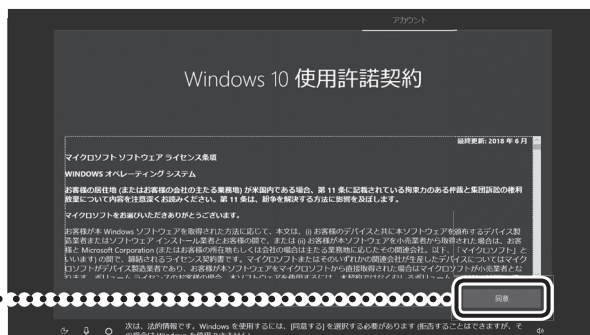 アカウント
Windows 10 使用許諾契約
最終更新: 2018 年 6 月
マイクロソフト ソフトウェア ライセンス条項
WINDOWS オペレーティング システム
お客様の居住地 (またはお客様の会社の主たる業務地) が米国内である場合、第 11 条に記載されている拘束力のある仲裁と集団訴訟の権利
放棄について内容を注意深くお読みください。第 11 条は、紛争を解決する方法に影響を及ぼします。
マイクロソフトをお選びいただきありがとうございます。
お客様が本 Windows ソフトウェアを取得された方法に応じて、本文は、(i) お客様のデバイスと共に本ソフトウェアを頒布するデバイス製
造業者またはソフトウェア インストール業者とお客様の間で、または (ii) お客様が本ソフトウェアを小売業者から取得された場合は、お客
様と Microsoft Corporation (またはお客様の所在地もしくは会社の場合は主たる業務地に応じたその関連会社。以下、「マイクロソフト」と
いいます) の間で、締結されるライセンス契約書です。マイクロソフトまたはそのいずれかの関連会社が生産したデバイスについてはマイク
ロソフトがデバイス製造業者であり、お客様が本ソフトウェアをマイクロソフトから直接取得された場合はマイクロソフトが小売業者とな
同意
次は、法的情報です。Windows を使用するには、[同意する] を選択する必要があります (拒否することはできますが、そ